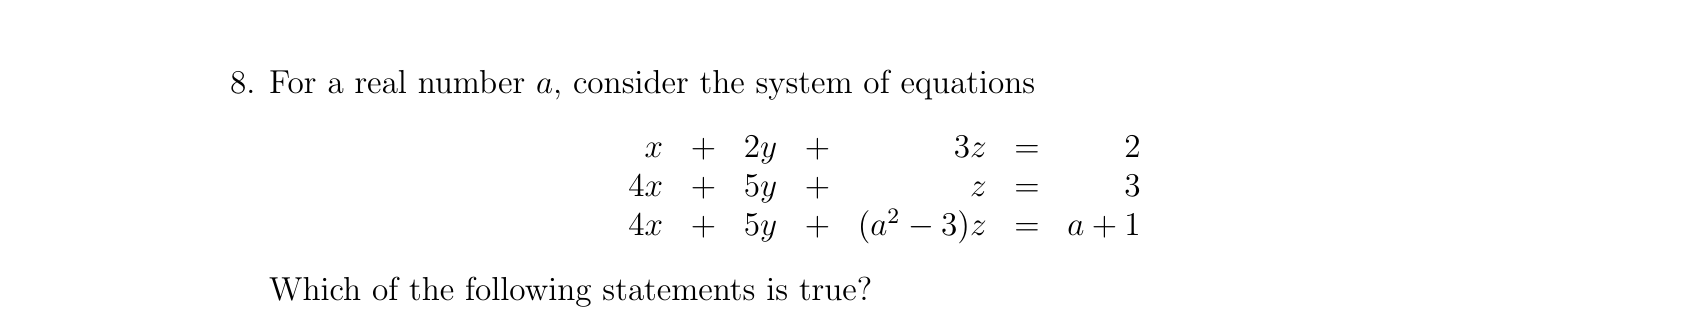 8. For a real number a, consider the system of equations
x + 2y + 3z = 2
4x + 5y + z = 3
4x + 5y + (a² − 3)z = a + 1
Which of the following statements is true?